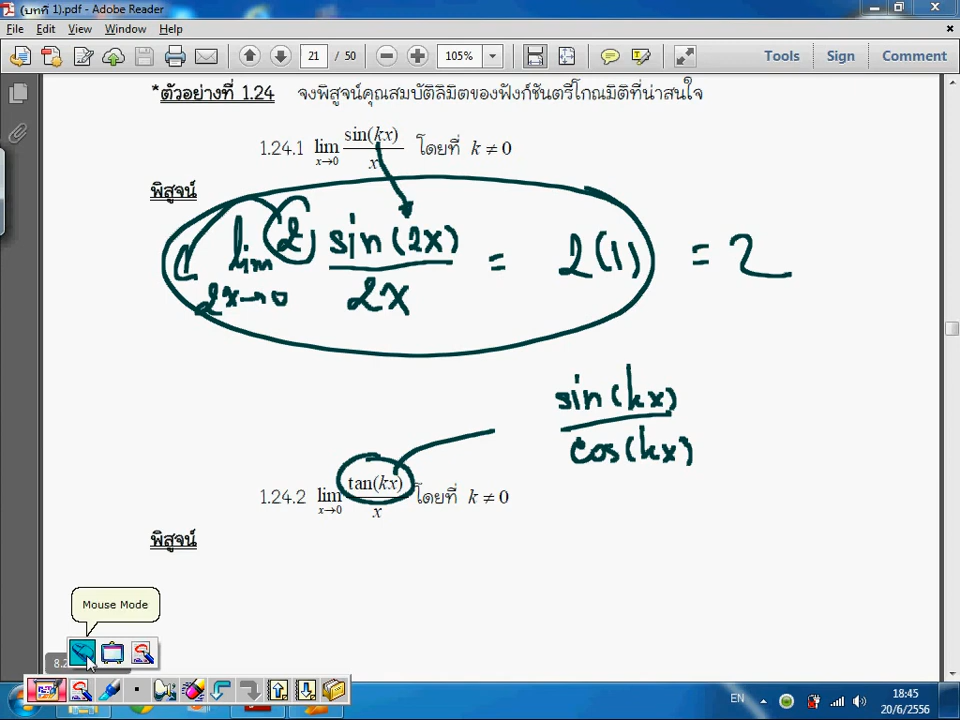 (บทที่ 1).pdf - Adobe Reader
File Edit View Window Help
21 / 50 105% Tools Sign Comment
*ตัวอย่างที่ 1.24 จงพิสูจน์คุณสมบัติลิมิตของฟังก์ชันตรีโกณมิติที่น่าสนใจ
1.24.1 lim x→0 sin(kx) / x โดยที่ k ≠ 0
พิสูจน์
lim 2x→0 2 sin(2x) / 2x = 2(1) = 2
sin(kx) / cos(kx)
1.24.2 lim x→0 tan(kx) / x โดยที่ k ≠ 0
พิสูจน์
Mouse Mode
EN 18:45
20/6/2556